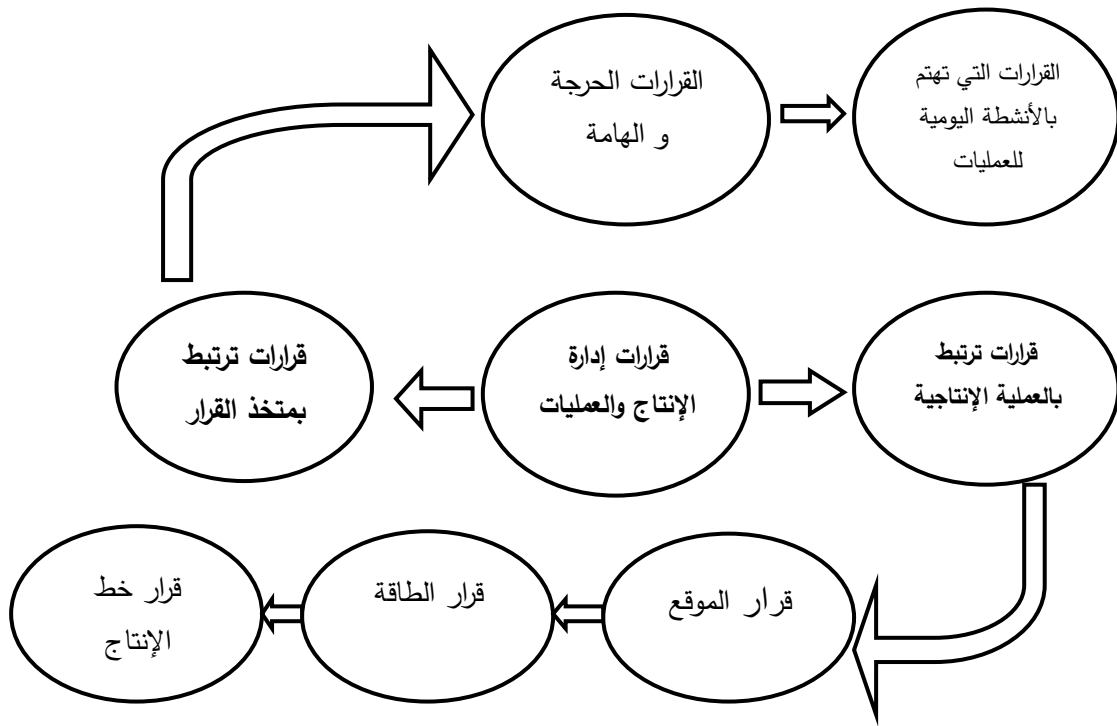 القرارات التي تهتم
بالأنشطة اليومية
للعمليات
القرارات الحرجة
و الهامة
قرارات ترتبط
بالعملية الإنتاجية
قرارات إدارة
الإنتاج والعمليات
قرارات ترتبط
بمتخذ القرار
قرار الموقع
قرار الطاقة
قرار خط
الإنتاج